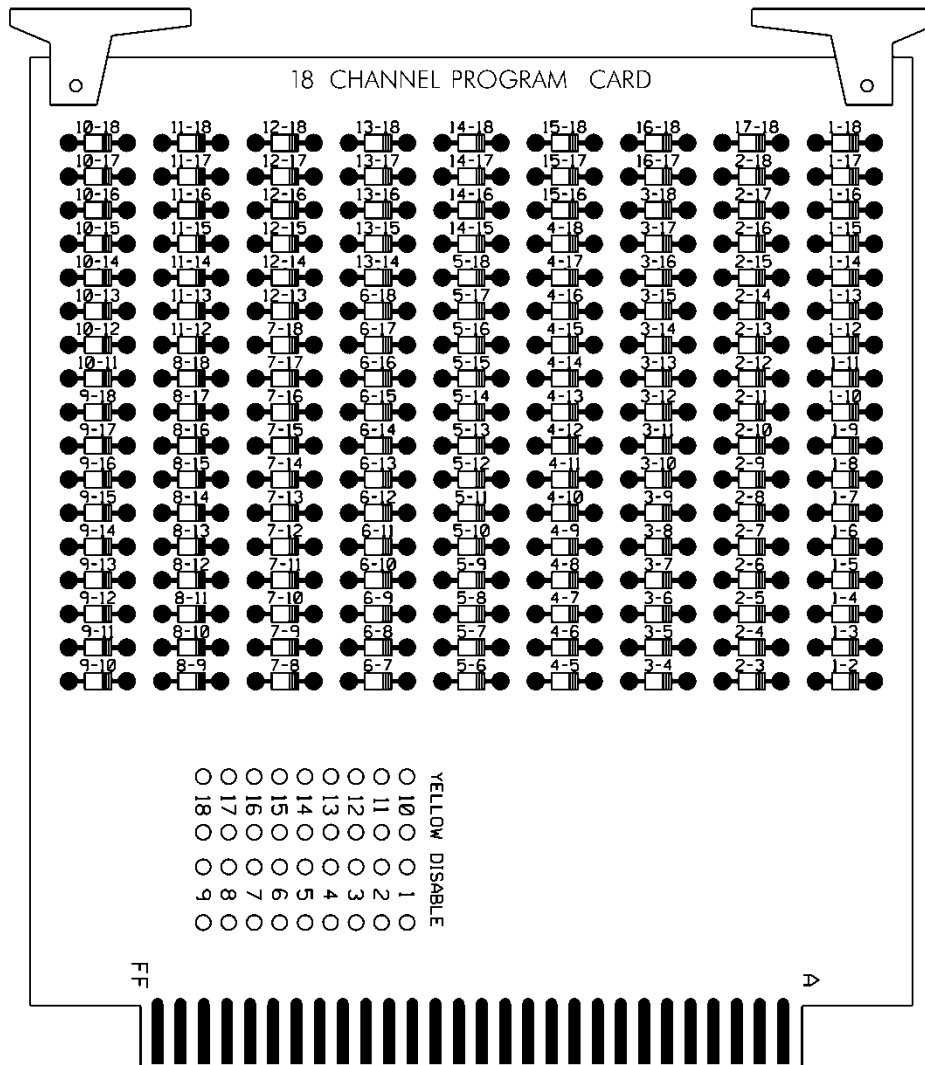 18 CHANNEL PROGRAM CARD
10-18 11-18 12-18 13-18 14-18 15-18 16-18 17-18 1-18
10-17 11-17 12-17 13-17 14-17 15-17 16-17 2-18 1-17
10-16 11-16 12-16 13-16 14-16 15-16 3-18 2-17 1-16
10-15 11-15 12-15 13-15 14-15 4-18 3-17 2-16 1-15
10-14 11-14 12-14 13-14 5-18 4-17 3-16 2-15 1-14
10-13 11-13 12-13 6-18 5-17 4-16 3-15 2-14 1-13
10-12 11-12 7-18 6-17 5-16 4-15 3-14 2-13 1-12
10-11 8-18 7-17 6-16 5-15 4-14 3-13 2-12 1-11
9-18 8-17 7-16 6-15 5-14 4-13 3-12 2-11 1-10
9-17 8-16 7-15 6-14 5-13 4-12 3-11 2-10 1-9
9-16 8-15 7-14 6-13 5-12 4-11 3-10 2-9 1-8
9-15 8-14 7-13 6-12 5-11 4-10 3-9 2-8 1-7
9-14 8-13 7-12 6-11 5-10 4-9 3-8 2-7 1-6
9-13 8-12 7-11 6-10 5-9 4-8 3-7 2-6 1-5
9-12 8-11 7-10 6-9 5-8 4-7 3-6 2-5 1-4
9-11 8-10 7-9 6-8 5-7 4-6 3-5 2-4 1-3
9-10 8-9 7-8 6-7 5-6 4-5 3-4 2-3 1-2
YELLOW DISABLE
10 1
11 2
12 3
13 4
14 5
15 6
16 7
17 8
18 9
FF A